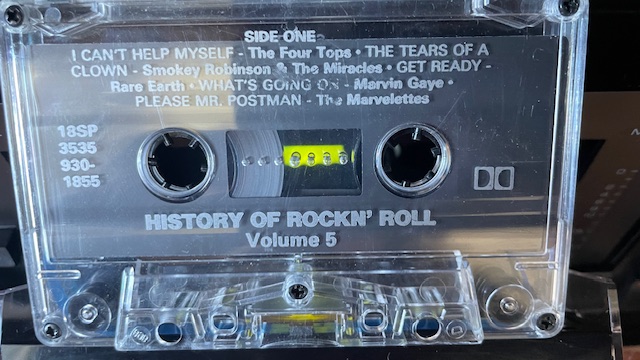 SIDE ONE
I CAN'T HELP MYSELF - The Four Tops • THE TEARS OF A
CLOWN - Smokey Robinson & The Miracles • GET READY -
Rare Earth • WHAT'S GOING ON - Marvin Gaye •
PLEASE MR. POSTMAN - The Marvelettes
18SP
3535
930-
1855
HISTORY OF ROCKN' ROLL
Volume 5